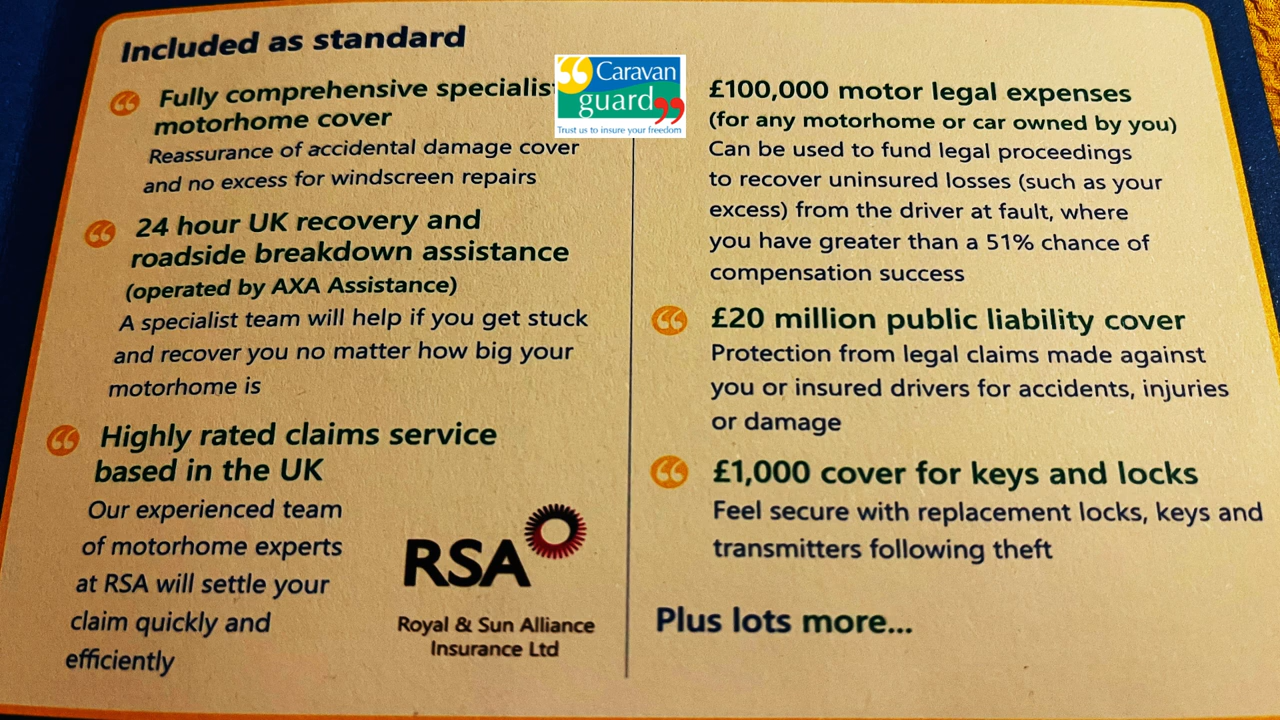 Included as standard
Fully comprehensive specialist
motorhome cover
Reassurance of accidental damage cover
and no excess for windscreen repairs
24 hour UK recovery and
roadside breakdown assistance
(operated by AXA Assistance)
A specialist team will help if you get stuck
and recover you no matter how big your
motorhome is
Highly rated claims service
based in the UK
Our experienced team
of motorhome experts
at RSA will settle your
claim quickly and
efficiently
RSA
Royal & Sun Alliance
Insurance Ltd
Caravan
guard
Trust us to insure your freedom
£100,000 motor legal expenses
(for any motorhome or car owned by you)
Can be used to fund legal proceedings
to recover uninsured losses (such as your
excess) from the driver at fault, where
you have greater than a 51% chance of
compensation success
£20 million public liability cover
Protection from legal claims made against
you or insured drivers for accidents, injuries
or damage
£1,000 cover for keys and locks
Feel secure with replacement locks, keys and
transmitters following theft
Plus lots more...